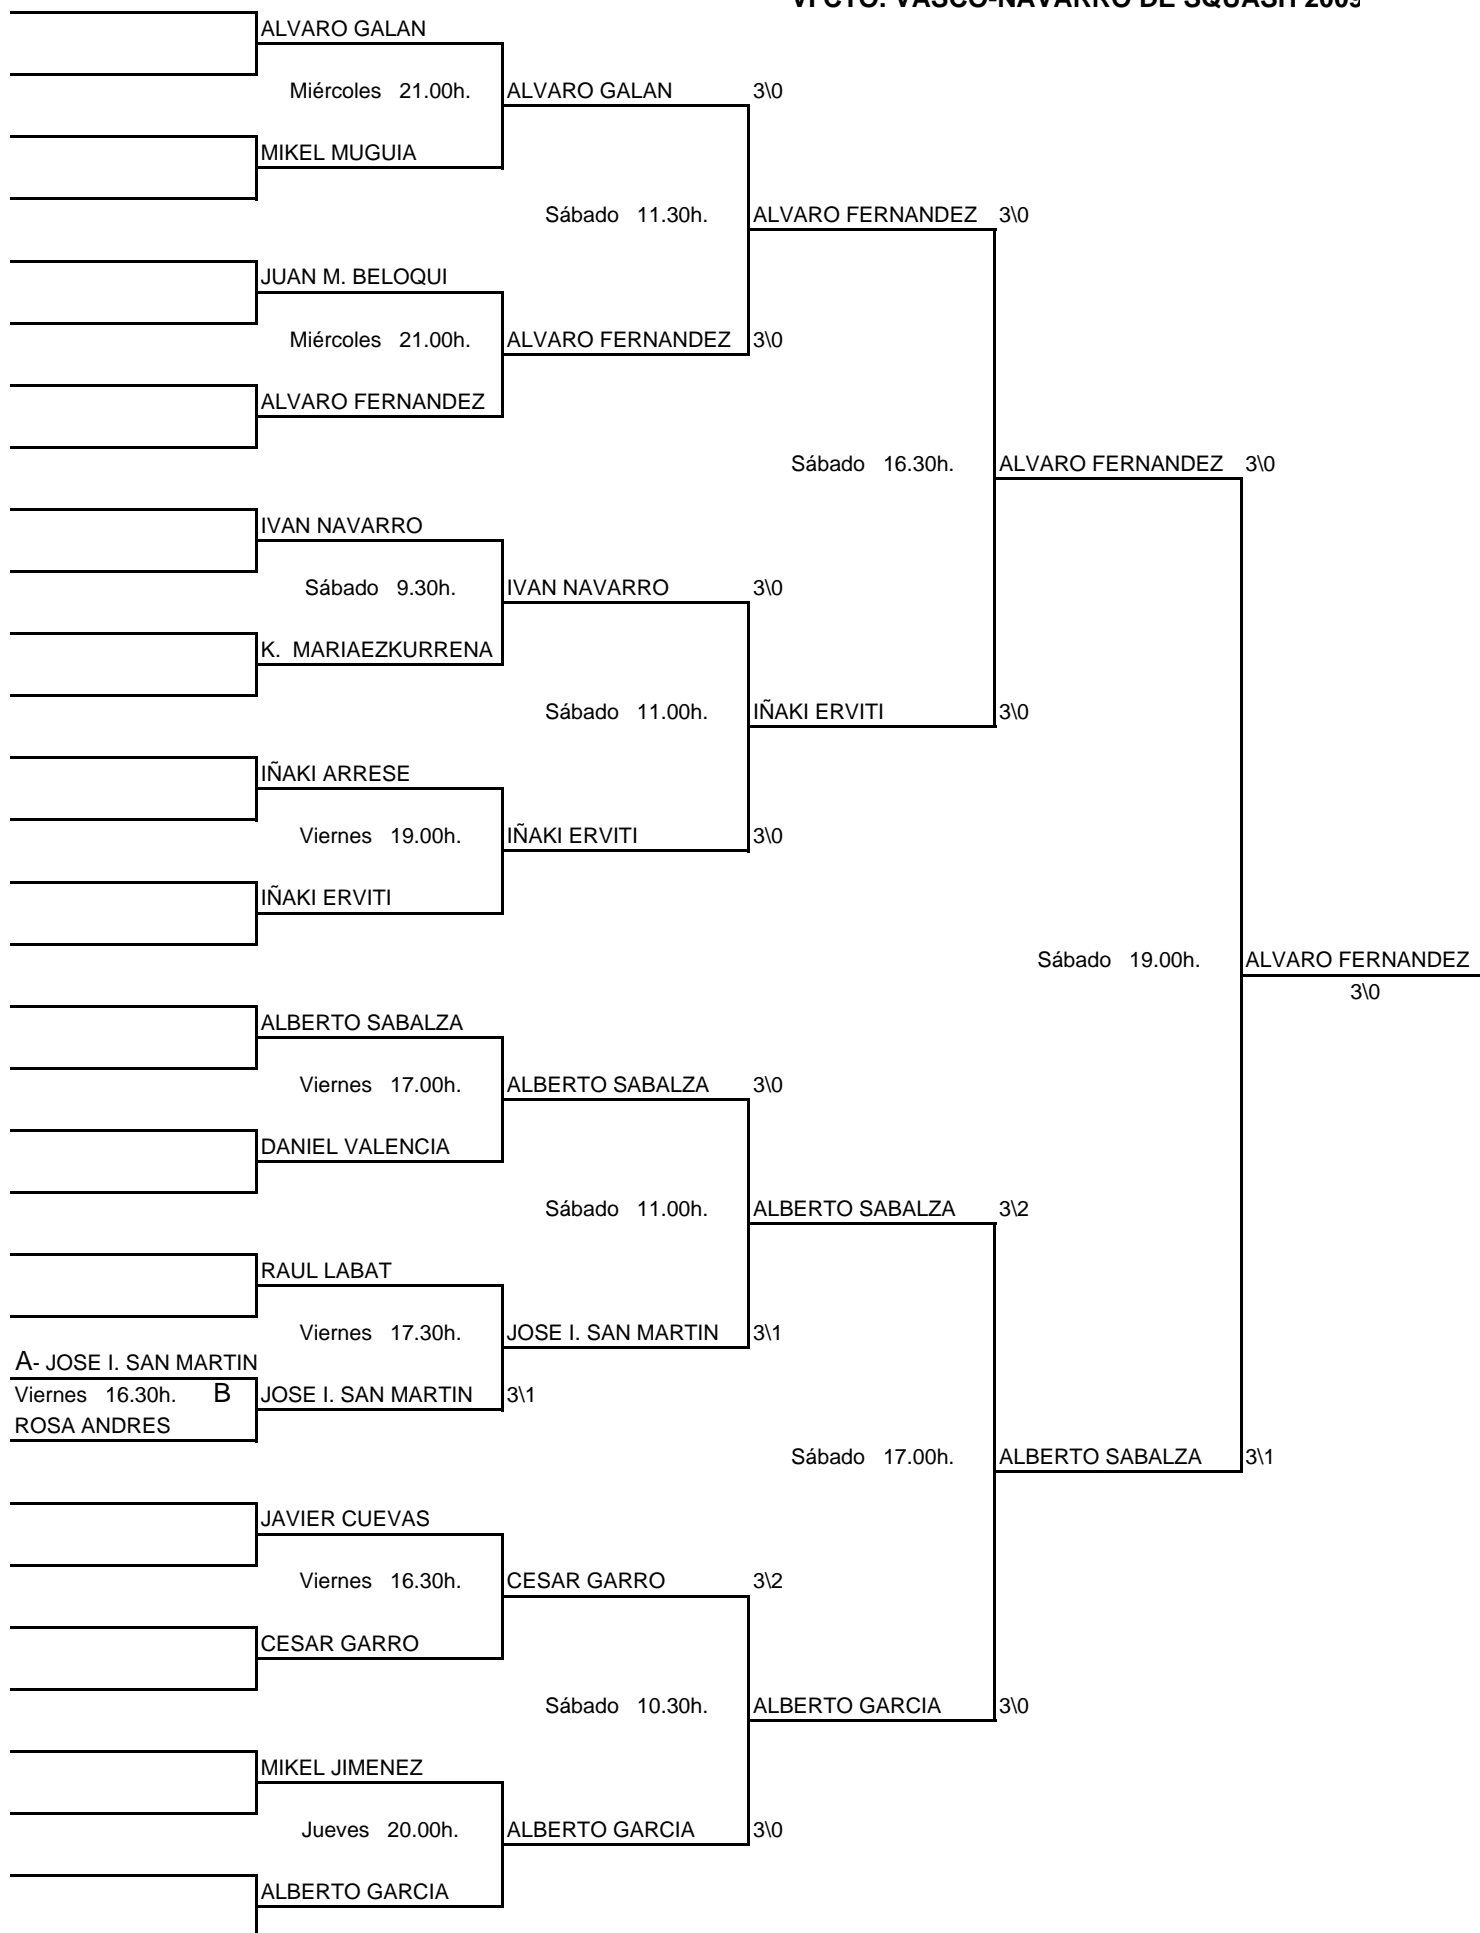 VI CTO. VASCO-NAVARRO DE SQUASH 2009
ALVARO GALAN
Miércoles 21.00h. ALVARO GALAN 3\0
MIKEL MUGUIA
Sábado 11.30h. ALVARO FERNANDEZ 3\0
JUAN M. BELOQUI
Miércoles 21.00h. ALVARO FERNANDEZ 3\0
ALVARO FERNANDEZ
Sábado 16.30h. ALVARO FERNANDEZ 3\0
IVAN NAVARRO
Sábado 9.30h. IVAN NAVARRO 3\0
K. MARIAEZKURRENA
Sábado 11.00h. IÑAKI ERVITI 3\0
IÑAKI ARRESE
Viernes 19.00h. IÑAKI ERVITI 3\0
IÑAKI ERVITI
Sábado 19.00h. ALVARO FERNANDEZ
3\0
ALBERTO SABALZA
Viernes 17.00h. ALBERTO SABALZA 3\0
DANIEL VALENCIA
Sábado 11.00h. ALBERTO SABALZA 3\2
RAUL LABAT
Viernes 17.30h. JOSE I. SAN MARTIN 3\1
A- JOSE I. SAN MARTIN
Viernes 16.30h. B JOSE I. SAN MARTIN 3\1
ROSA ANDRES
Sábado 17.00h. ALBERTO SABALZA 3\1
JAVIER CUEVAS
Viernes 16.30h. CESAR GARRO 3\2
CESAR GARRO
Sábado 10.30h. ALBERTO GARCIA 3\0
MIKEL JIMENEZ
Jueves 20.00h. ALBERTO GARCIA 3\0
ALBERTO GARCIA